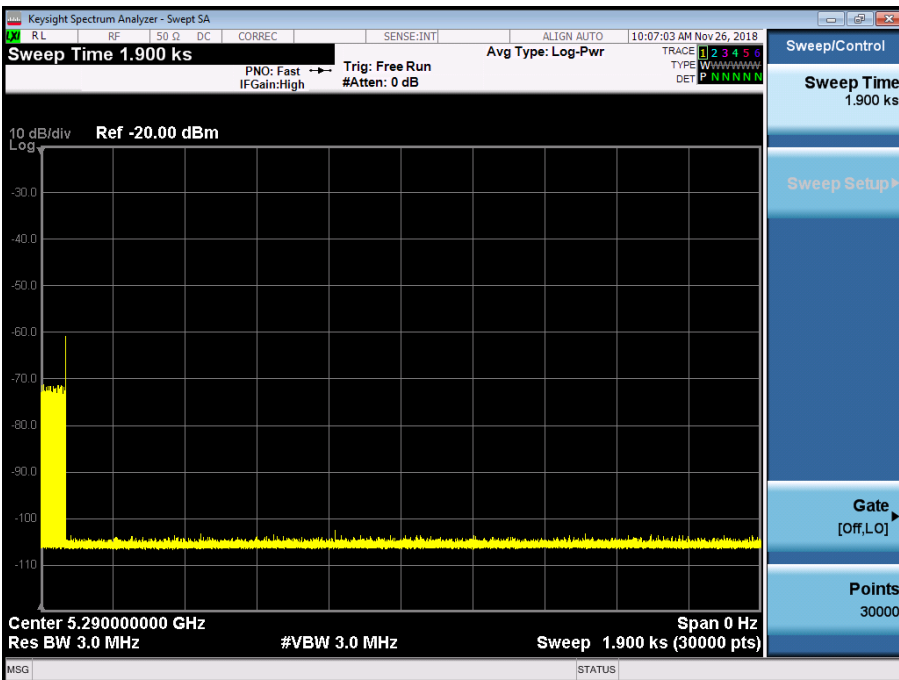 Keysight Spectrum Analyzer - Swept SA
LXI RL RF 50 Ω DC CORREC SENSE:INT ALIGN AUTO 10:07:03 AM Nov 26, 2018
Sweep Time 1.900 ks
PNO: Fast
IFGain:High
Trig: Free Run
#Atten: 0 dB
Avg Type: Log-Pwr
TRACE 1 2 3 4 5 6
TYPE WWWWWW
DET P N N N N N
10 dB/div Ref -20.00 dBm
Log
-30.0
-40.0
-50.0
-60.0
-70.0
-80.0
-90.0
-100
-110
Center 5.290000000 GHz Span 0 Hz
Res BW 3.0 MHz #VBW 3.0 MHz Sweep 1.900 ks (30000 pts)
MSG STATUS
Sweep/Control
Sweep Time
1.900 ks
Sweep Setup
Gate
[Off,LO]
Points
30000